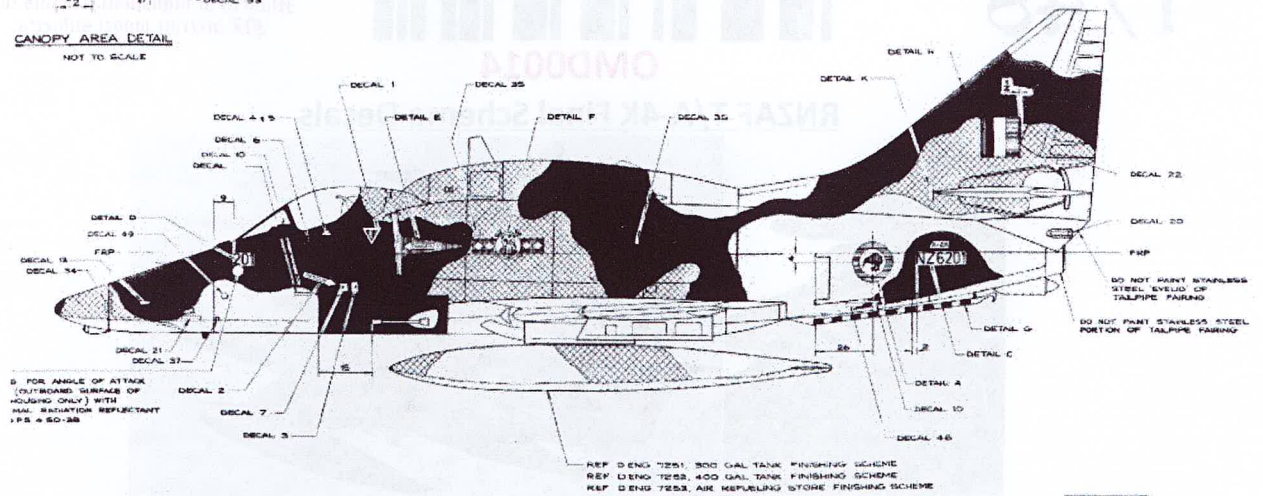 DECAL 33
CANOPY AREA DETAIL
NOT TO SCALE
DECAL 1
DECAL 35
DETAIL H
DETAIL K
DECAL 4 & 5
DETAIL E
DETAIL F
DECAL 36
DECAL 6
DECAL 10
DECAL
DECAL 22
9
DETAIL D
DECAL 49
201
DECAL 20
FRP
FRP
DECAL 13
DECAL 34
NZ6201
DO NOT PAINT STAINLESS
STEEL 'EYELID' OF
TAILPIPE FAIRING
DO NOT PAINT STAINLESS STEEL
PORTION OF TAILPIPE FAIRING
DETAIL G
DECAL 21
DECAL 37
26
2
DETAIL C
15
FOR ANGLE OF ATTACK
(OUTBOARD SURFACE OF
HOUSING ONLY) WITH
MAL RADIATION REFLECTANT
DECAL 2
DETAIL A
DECAL 7
DECAL 10
DECAL 3
DECAL 46
REF D ENG 7251, 300 GAL TANK FINISHING SCHEME
REF D ENG 7252, 400 GAL TANK FINISHING SCHEME
REF D ENG 7253, AIR REFUELING STORE FINISHING SCHEME
OMD0014
RNZAF T/A-4K Final Scheme Details